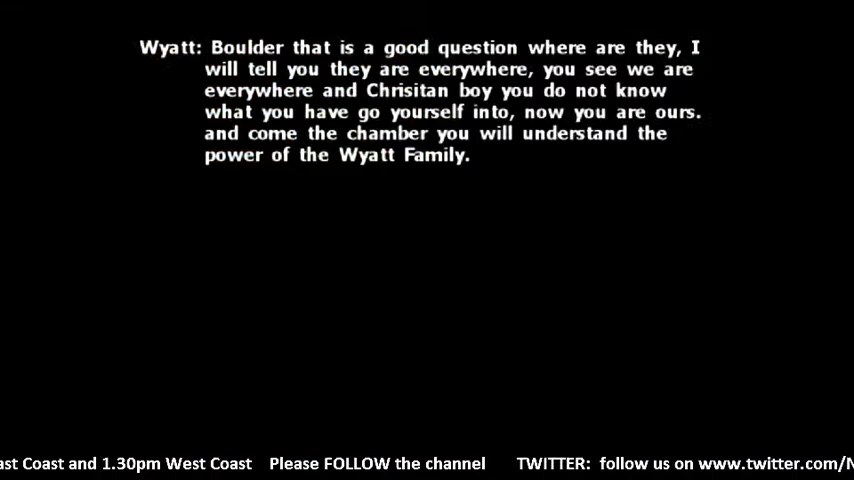 Wyatt: Boulder that is a good question where are they, I
will tell you they are everywhere, you see we are
everywhere and Chrisitan boy you do not know
what you have go yourself into, now you are ours.
and come the chamber you will understand the
power of the Wyatt Family.
ast Coast and 1.30pm West Coast Please FOLLOW the channel TWITTER: follow us on www.twitter.com/N